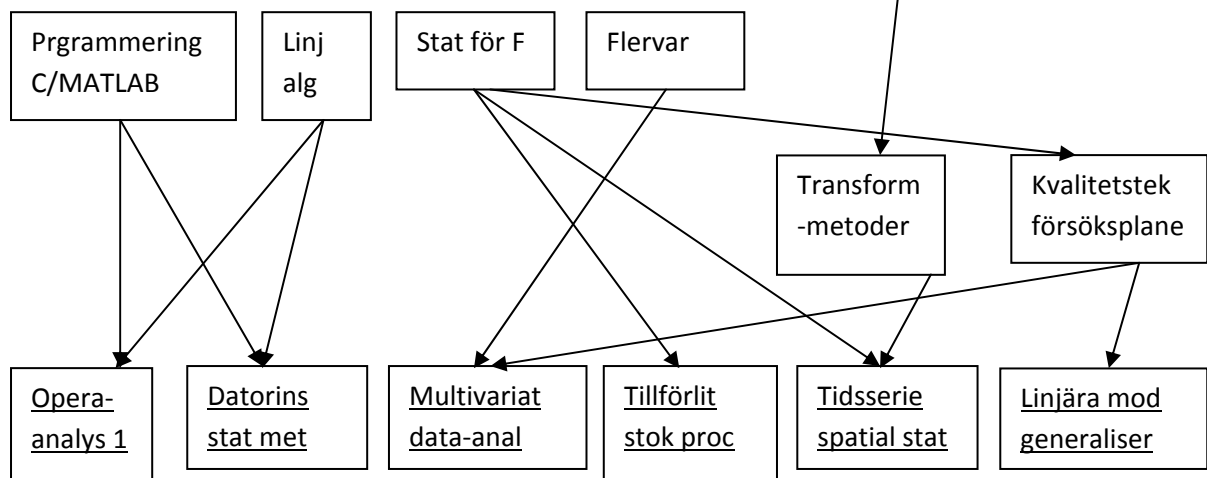 Prgrammering
C/MATLAB
Linj
alg
Stat för F
Flervar
Transform
-metoder
Kvalitetstek
försöksplane
Opera-
analys 1
Datorins
stat met
Multivariat
data-anal
Tillförlit
stok proc
Tidsserie
spatial stat
Linjära mod
generaliser